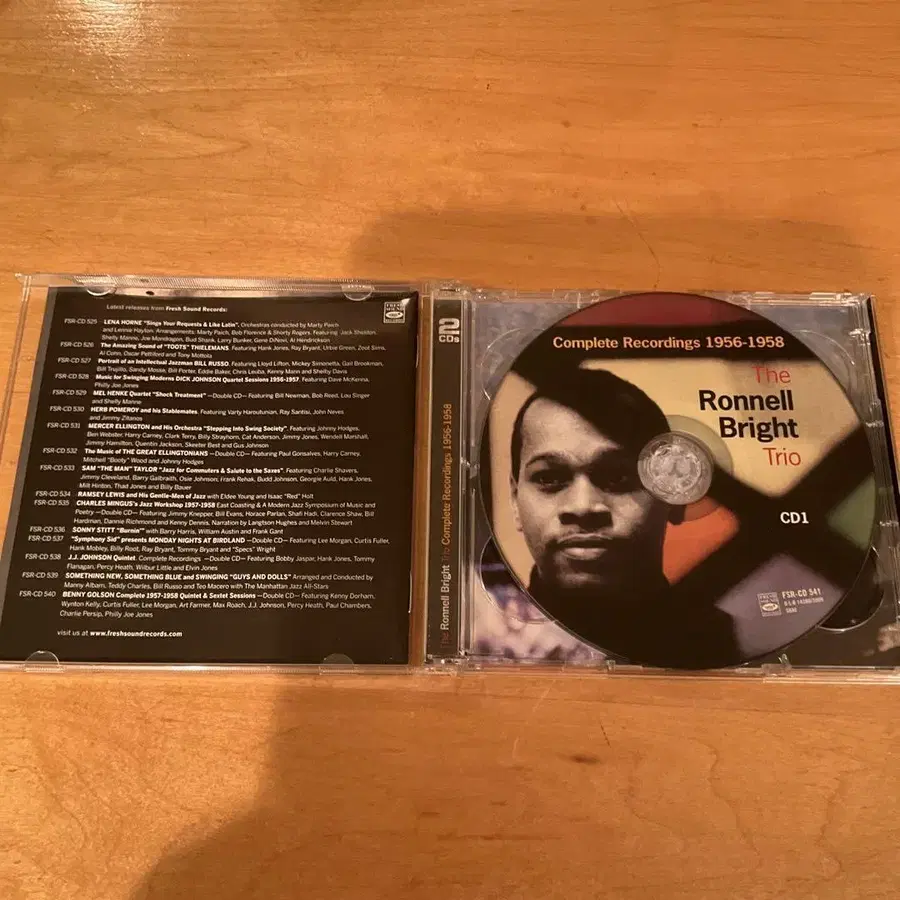 Latest releases from Fresh Sound Records:
FRESH SOUND RECORDS
FSR-CD 525 LENA HORNE "Sings Your Requests & Like Latin". Orchestras conducted by Marty Paich
and Lennie Hayton. Arrangements: Marty Paich, Bob Florence & Shorty Rogers. Featuring Jack Sheldon,
Shelly Manne, Joe Mondragon, Bud Shank, Larry Bunker, Gene DiNovi, Al Hendrickson
FSR-CD 526 The Amazing Sound of "TOOTS" THIELEMANS. Featuring Hank Jones, Ray Bryant, Urbie Green, Zoot Sims,
Al Cohn, Oscar Pettiford and Tony Mottola
FSR-CD 527 Portrait of an Intellectual Jazzman BILL RUSSO. Featuring Lloyd Lifton, Mickey Simonetta, Gail Brookman,
Bill Trujillo, Sandy Mosse, Bill Porter, Eddie Baker, Chris Leuba, Kenny Mann and Shelby Davis
FSR-CD 528 Music for Swinging Moderns DICK JOHNSON Quartet Sessions 1956-1957. Featuring Dave McKenna,
Philly Joe Jones
FSR-CD 529 MEL HENKE Quartet "Shock Treatment" —Double CD— Featuring Bill Newman, Bob Reed, Lou Singer
and Shelly Manne
FSR-CD 530 HERB POMEROY and his Stablemates. Featuring Varty Haroutunian, Ray Santisi, John Neves
and Jimmy Zitanos
FSR-CD 531 MERCER ELLINGTON and His Orchestra "Stepping Into Swing Society". Featuring Johnny Hodges,
Ben Webster, Harry Carney, Clark Terry, Billy Strayhorn, Cat Anderson, Jimmy Jones, Wendell Marshall,
Jimmy Hamilton, Quentin Jackson, Skeeter Best and Gus Johnson
FSR-CD 532 The Music of THE GREAT ELLINGTONIANS —Double CD— Featuring Paul Gonsalves, Harry Carney,
Mitchell "Booty" Wood and Johnny Hodges
FSR-CD 533 SAM "THE MAN" TAYLOR "Jazz for Commuters & Salute to the Saxes". Featuring Charlie Shavers,
Jimmy Cleveland, Barry Galbraith, Osie Johnson, Frank Rehak, Budd Johnson, Georgie Auld, Hank Jones,
Milt Hinton, Thad Jones and Billy Bauer
FSR-CD 534 RAMSEY LEWIS and His Gentle-Men of Jazz with Eldee Young and Isaac "Red" Holt
FSR-CD 535 CHARLES MINGUS's Jazz Workshop 1957-1958 East Coasting & A Modern Jazz Symposium of Music and
Poetry —Double CD— Featuring Jimmy Knepper, Bill Evans, Horace Parlan, Shafi Hadi, Clarence Shaw, Bill
Hardman, Dannie Richmond and Kenny Dennis. Narration by Langston Hughes and Melvin Stewart
FSR-CD 536 SONNY STITT "Burnin'" with Barry Harris, William Austin and Frank Gant
FSR-CD 537 "Symphony Sid" presents MONDAY NIGHTS AT BIRDLAND —Double CD— Featuring Lee Morgan, Curtis Fuller,
Hank Mobley, Billy Root, Ray Bryant, Tommy Bryant and "Specs" Wright
FSR-CD 538 J.J. JOHNSON Quintet. Complete Recordings —Double CD— Featuring Bobby Jaspar, Hank Jones, Tommy
Flanagan, Percy Heath, Wilbur Little and Elvin Jones
FSR-CD 539 SOMETHING NEW, SOMETHING BLUE and SWINGING "GUYS AND DOLLS" Arranged and Conducted by
Manny Albam, Teddy Charles, Bill Russo and Teo Macero with The Manhattan Jazz All-Stars
FSR-CD 540 BENNY GOLSON Complete 1957-1958 Quintet & Sextet Sessions —Double CD— Featuring Kenny Dorham,
Wynton Kelly, Curtis Fuller, Lee Morgan, Art Farmer, Max Roach, J.J. Johnson, Percy Heath, Paul Chambers,
Charlie Persip, Philly Joe Jones
visit us at www.freshsoundrecords.com
2 CDs
The Ronnell Bright Trio Complete Recordings 1956-1958
Complete Recordings 1956-1958
The
Ronnell
Bright
Trio
CD1
FRESH SOUND RECORDS
FSR-CD 541